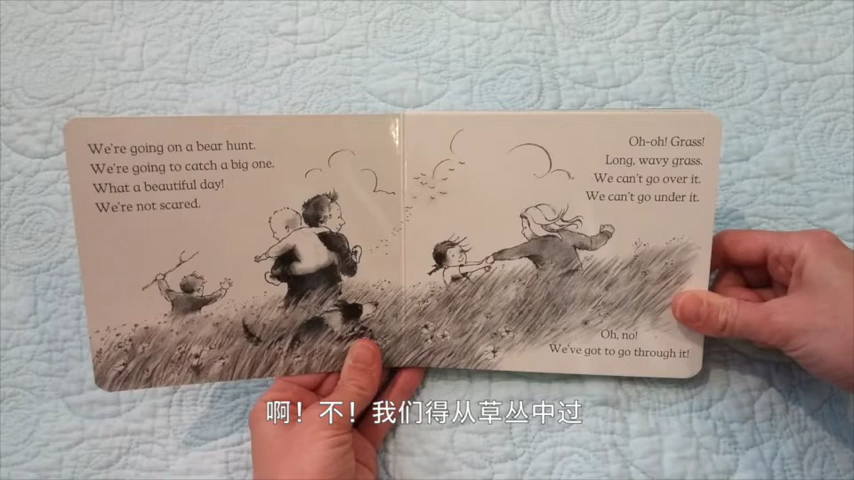 We're going on a bear hunt.
We're going to catch a big one.
What a beautiful day!
We're not scared.
Oh-oh! Grass!
Long, wavy grass.
We can't go over it.
We can't go under it.
Oh, no!
We've got to go through it!
啊！不！我们得从草丛中过